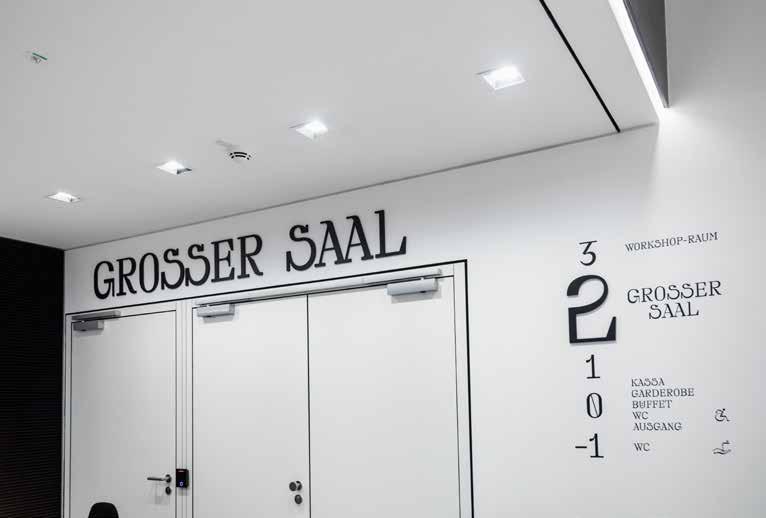 GROSSER SAAL
3 WORKSHOP-RAUM
2 GROSSER
SAAL
1
0 KASSA
GARDEROBE
BUFFET
WC
AUSGANG
-1 WC